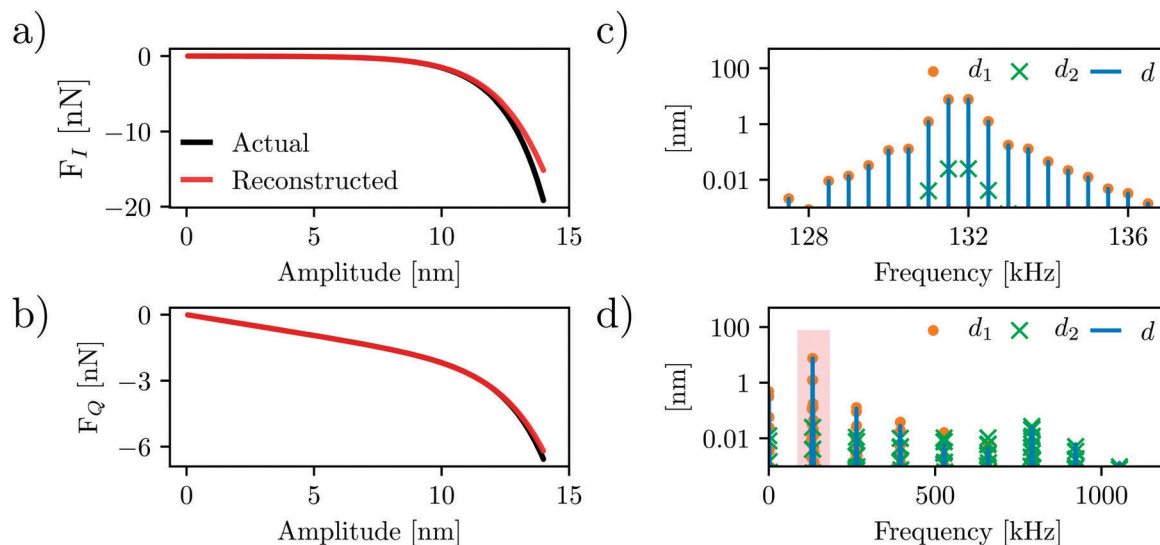 a)
F_I [nN]
0
−10
−20
Actual
Reconstructed
0 5 10 15
Amplitude [nm]
b)
F_Q [nN]
0
−3
−6
0 5 10 15
Amplitude [nm]
c)
[nm]
100
1
0.01
d_1 d_2 d
128 132 136
Frequency [kHz]
d)
[nm]
100
1
0.01
d_1 d_2 d
0 500 1000
Frequency [kHz]